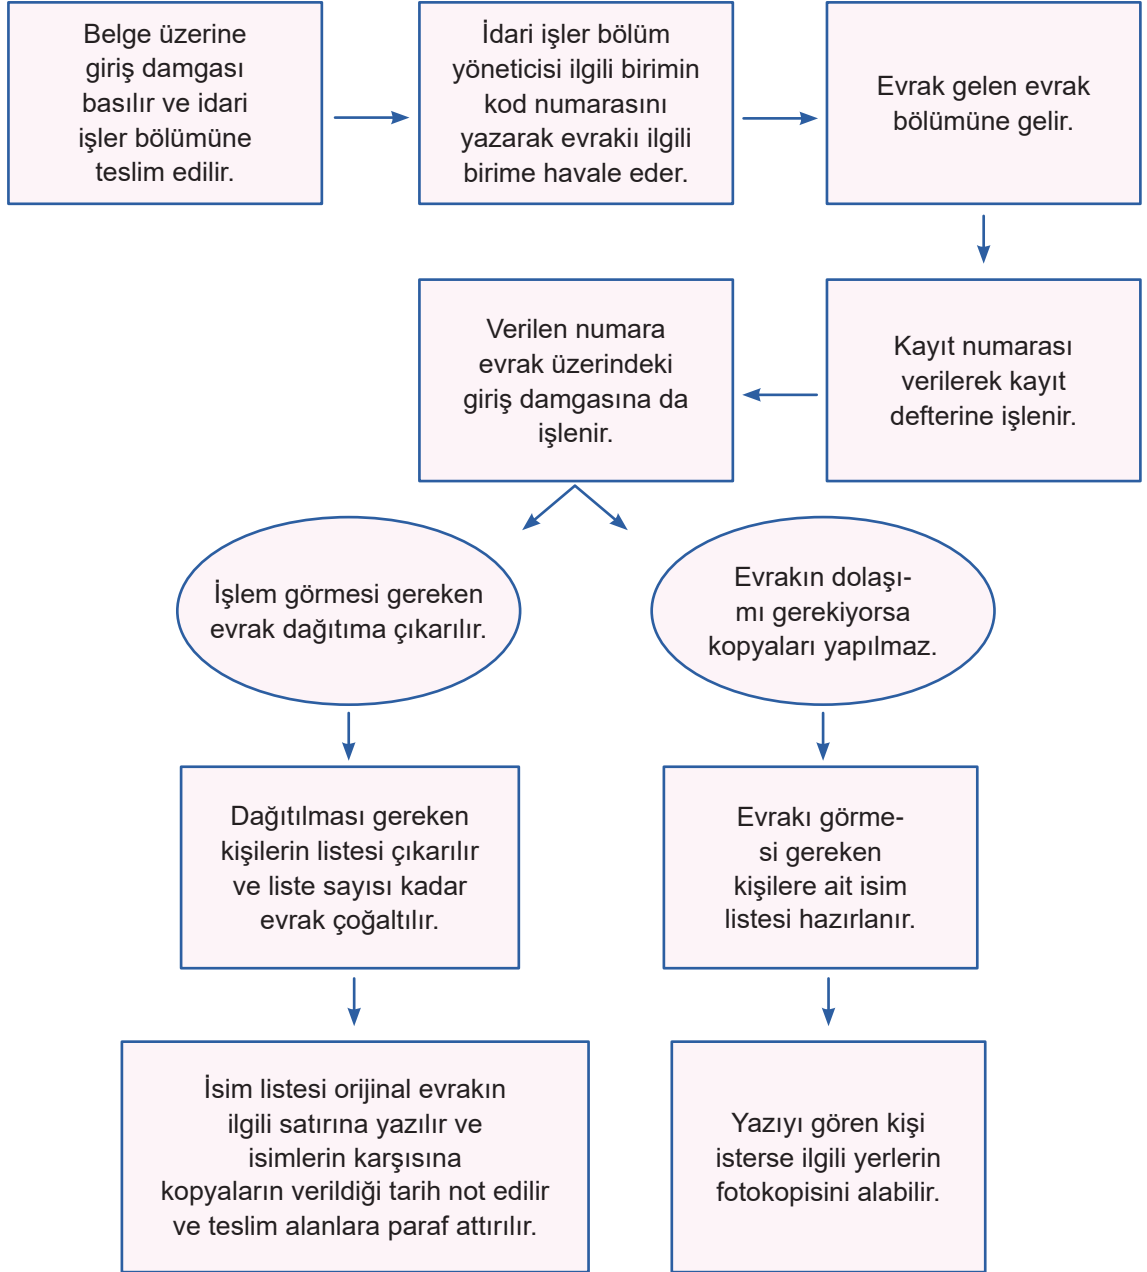 Belge üzerine
giriş damgası
basılır ve idari
işler bölümüne
teslim edilir.
İdari işler bölüm
yöneticisi ilgili birimin
kod numarasını
yazarak evrakıı ilgili
birime havale eder.
Evrak gelen evrak
bölümüne gelir.
Kayıt numarası
verilerek kayıt
defterine işlenir.
Verilen numara
evrak üzerindeki
giriş damgasına da
işlenir.
İşlem görmesi gereken
evrak dağıtıma çıkarılır.
Evrakın dolaşı-
mı gerekiyorsa
kopyaları yapılmaz.
Dağıtılması gereken
kişilerin listesi çıkarılır
ve liste sayısı kadar
evrak çoğaltılır.
Evrakı görme-
si gereken
kişilere ait isim
listesi hazırlanır.
İsim listesi orijinal evrakın
ilgili satırına yazılır ve
isimlerin karşısına
kopyaların verildiği tarih not edilir
ve teslim alanlara paraf attırılır.
Yazıyı gören kişi
isterse ilgili yerlerin
fotokopisini alabilir.